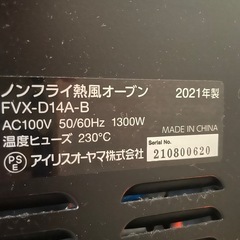 ノンフライ熱風オーブン
FVX-D14A-B 2021年製
AC100V 50/60Hz 1300W
温度ヒューズ 230℃ MADE IN CHINA
PSE アイリスオーヤマ株式会社 Serial No. 210800620